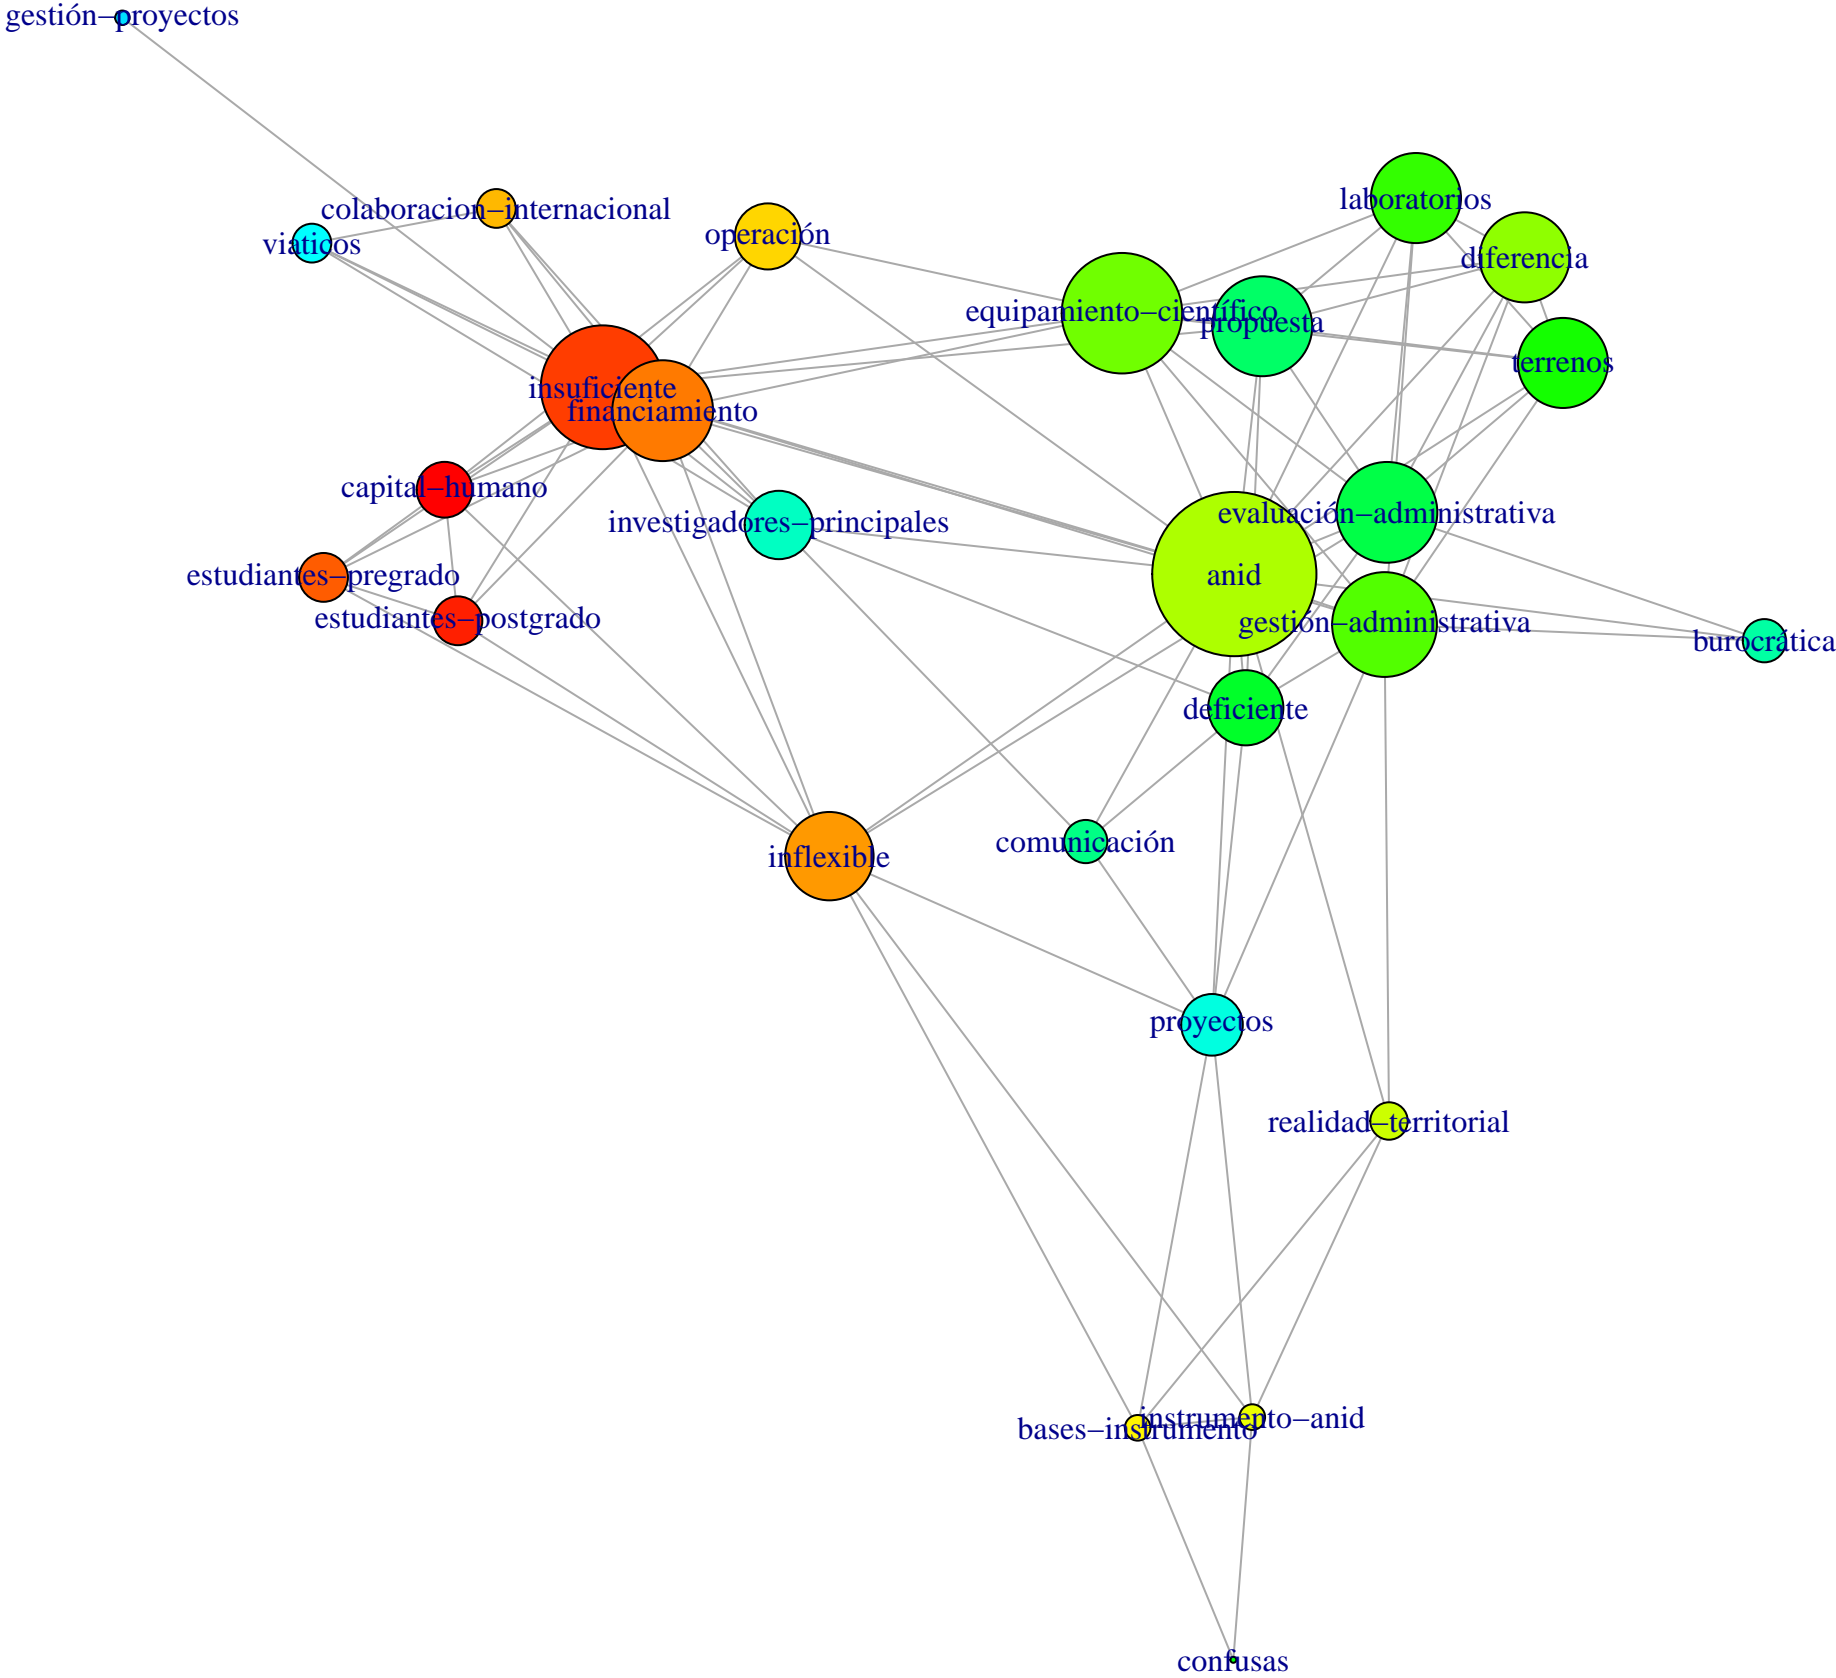 gestión–proyectos
laboratorios
colaboracion–internacional
viaticos
operación
diferencia
equipamiento–científico
propuesta
terrenos
insuficiente
financiamiento
capital–humano
investigadores–principales
evaluación–administrativa
estudiantes–pregrado
anid
estudiantes–postgrado
gestión–administrativa
burocrática
deficiente
comunicación
inflexible
proyectos
realidad–territorial
instrumento–anid
bases–instrumento
confusas